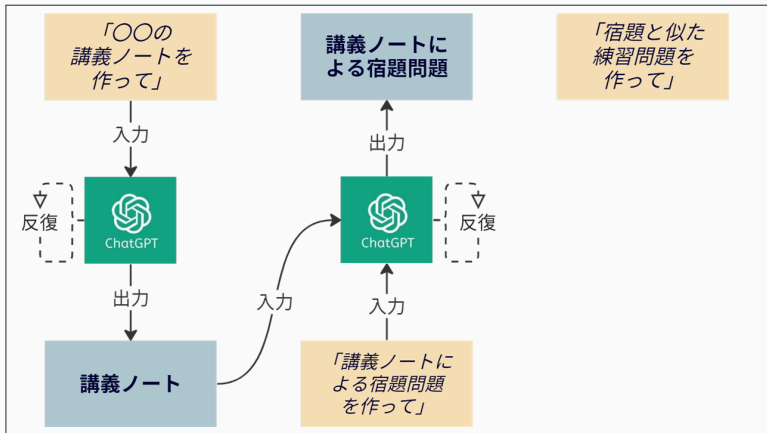 「〇〇の
講義ノートを
作って」
入力
反復
ChatGPT
出力
講義ノート
入力
講義ノートに
よる宿題問題
出力
ChatGPT
反復
入力
「講義ノートに
よる宿題問題
を作って」
「宿題と似た
練習問題を
作って」